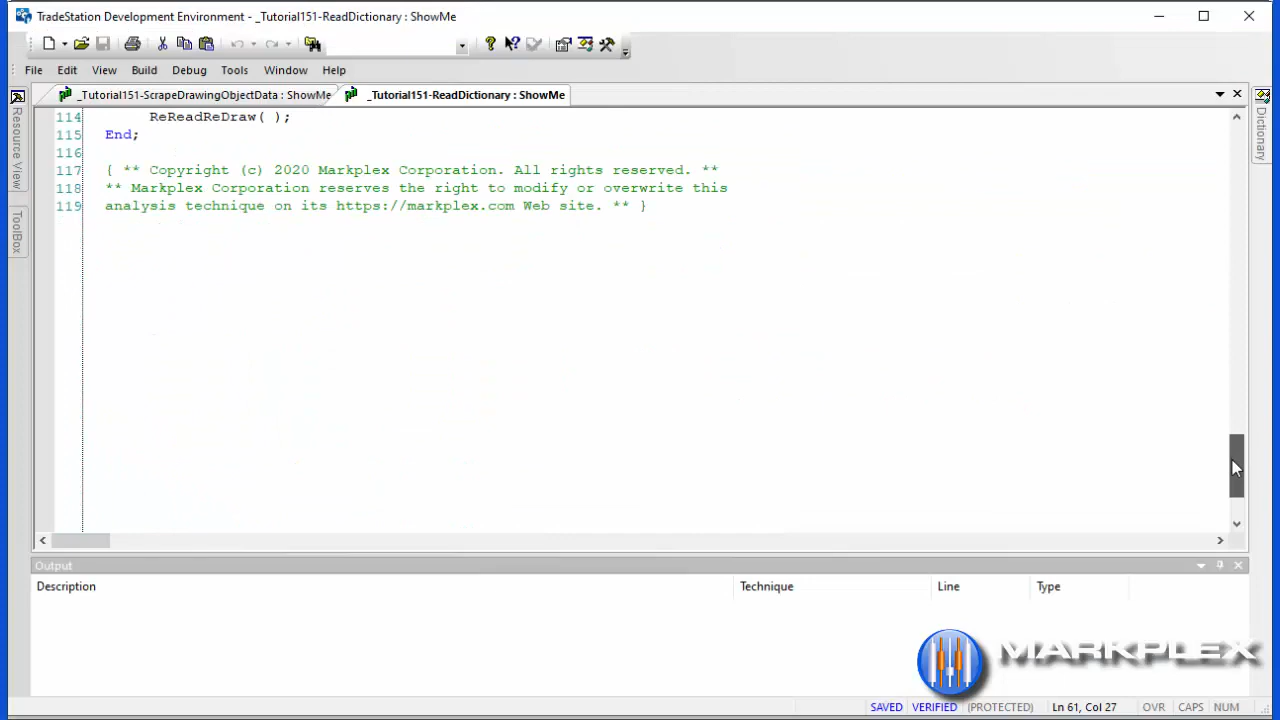 TradeStation Development Environment - _Tutorial151-ReadDictionary : ShowMe
File Edit View Build Debug Tools Window Help
_Tutorial151-ScrapeDrawingObjectData : ShowMe _Tutorial151-ReadDictionary : ShowMe
Resource View
ToolBox
Dictionary
114 ReReadReDraw( );
115 End;
116
117 { ** Copyright (c) 2020 Markplex Corporation. All rights reserved. **
118 ** Markplex Corporation reserves the right to modify or overwrite this
119 analysis technique on its https://markplex.com Web site. ** }
Output
Description Technique Line Type
MARKPLEX
SAVED VERIFIED (PROTECTED) Ln 61, Col 27 OVR CAPS NUM